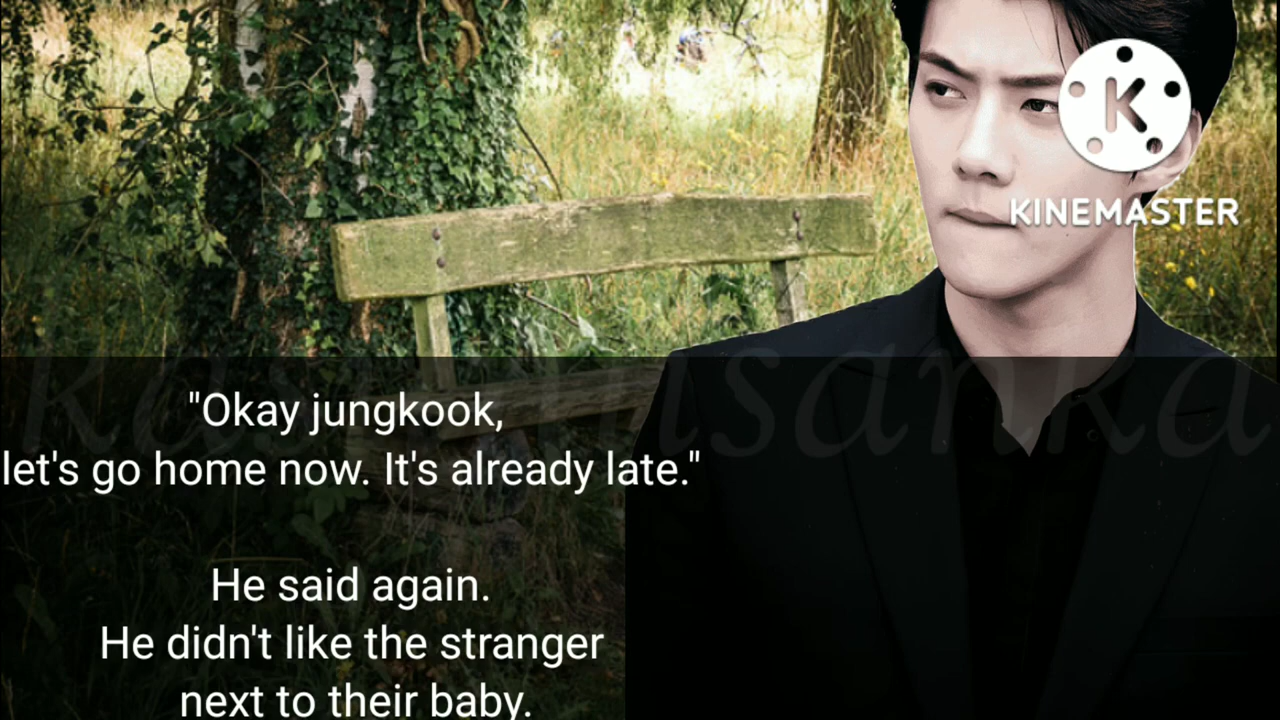 K
KINEMASTER
"Okay jungkook,
let's go home now. It's already late."
He said again.
He didn't like the stranger
next to their baby.